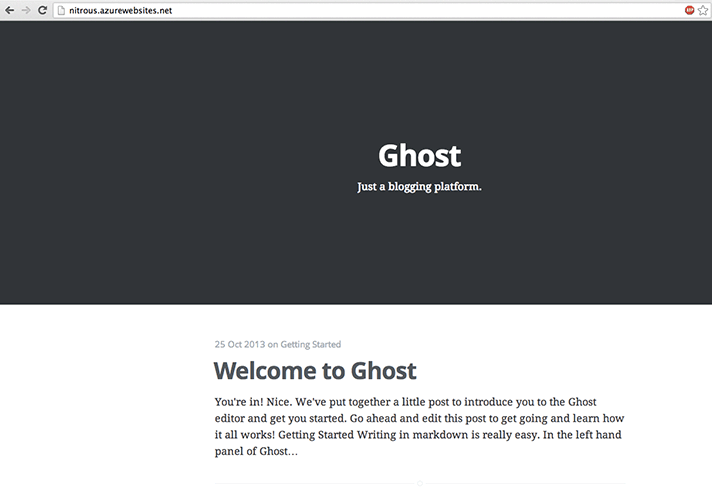 nitrous.azurewebsites.net
ABP
Ghost
Just a blogging platform.
25 Oct 2013 on Getting Started
Welcome to Ghost
You're in! Nice. We've put together a little post to introduce you to the Ghost
editor and get you started. Go ahead and edit this post to get going and learn how
it all works! Getting Started Writing in markdown is really easy. In the left hand
panel of Ghost…